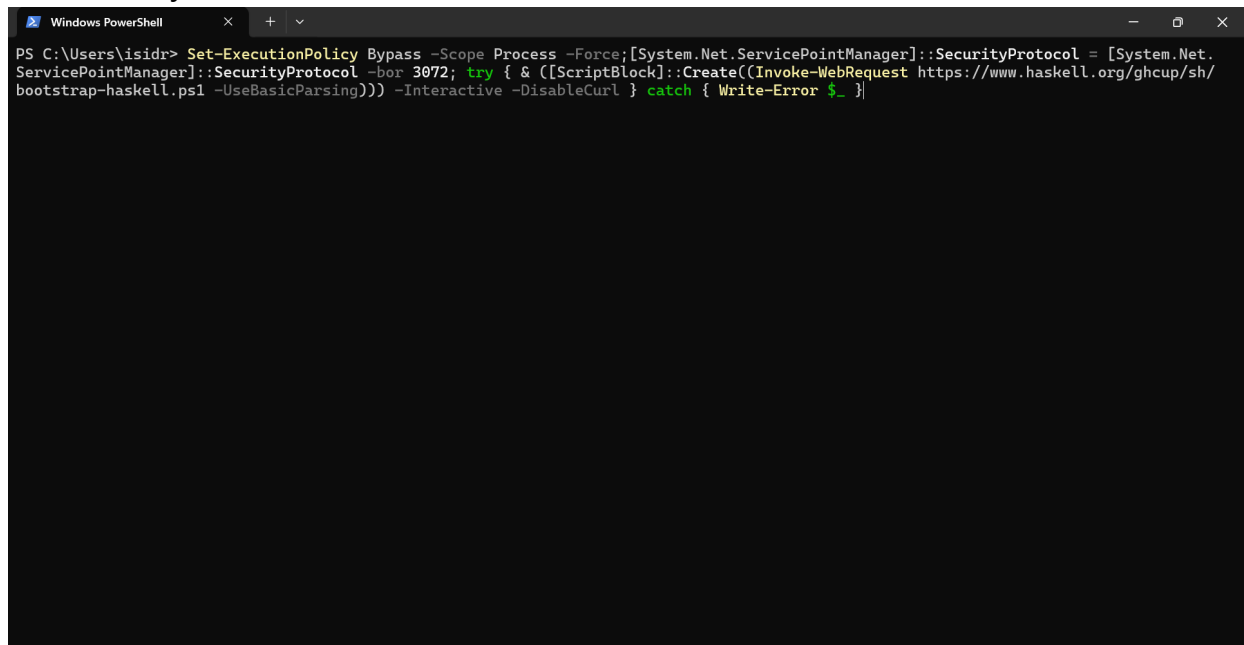 Windows PowerShell
PS C:\Users\isidr> Set-ExecutionPolicy Bypass -Scope Process -Force;[System.Net.ServicePointManager]::SecurityProtocol = [System.Net.
ServicePointManager]::SecurityProtocol -bor 3072; try { & ([ScriptBlock]::Create((Invoke-WebRequest https://www.haskell.org/ghcup/sh/
bootstrap-haskell.ps1 -UseBasicParsing))) -Interactive -DisableCurl } catch { Write-Error $_ }